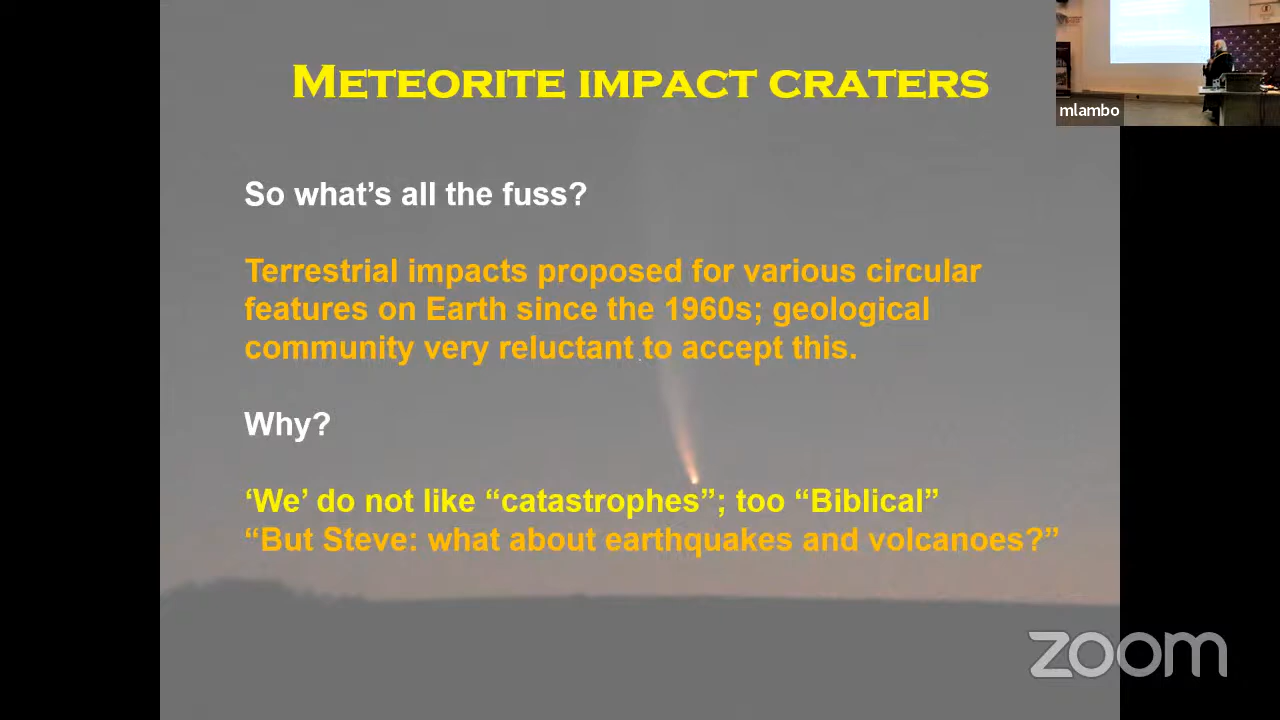 METEORITE IMPACT CRATERS
mlambo
So what’s all the fuss?
Terrestrial impacts proposed for various circular
features on Earth since the 1960s; geological
community very reluctant to accept this.
Why?
‘We’ do not like “catastrophes”; too “Biblical”
“But Steve: what about earthquakes and volcanoes?”
zoom